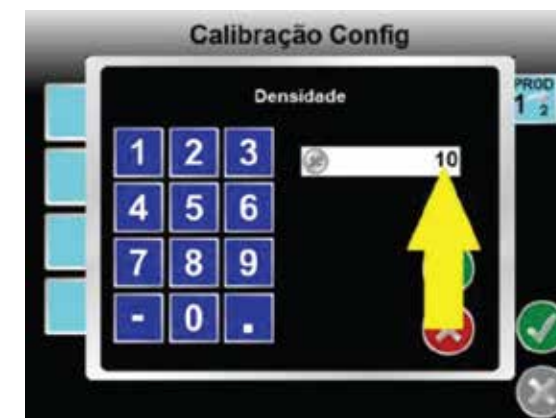 Calibração Config
Densidade
PROD
1 2
1 2 3
10
4 5 6
7 8 9
- 0 .